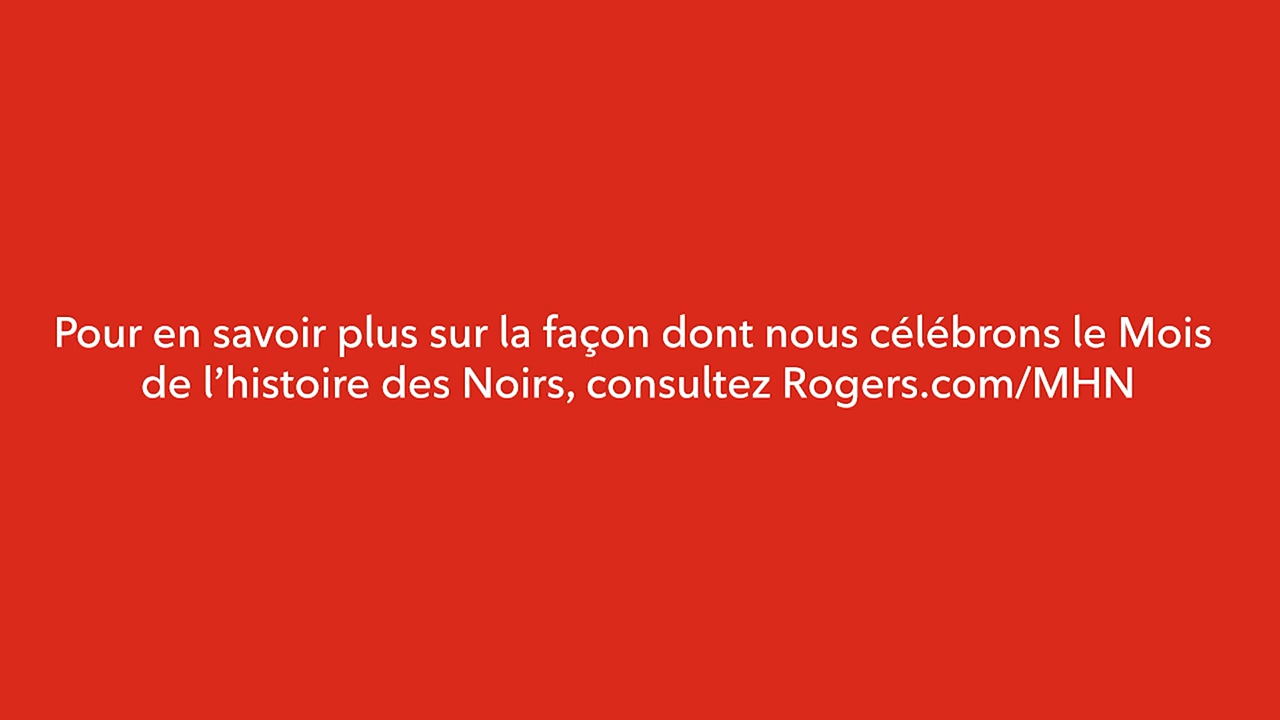 Pour en savoir plus sur la façon dont nous célébrons le Mois
de l’histoire des Noirs, consultez Rogers.com/MHN